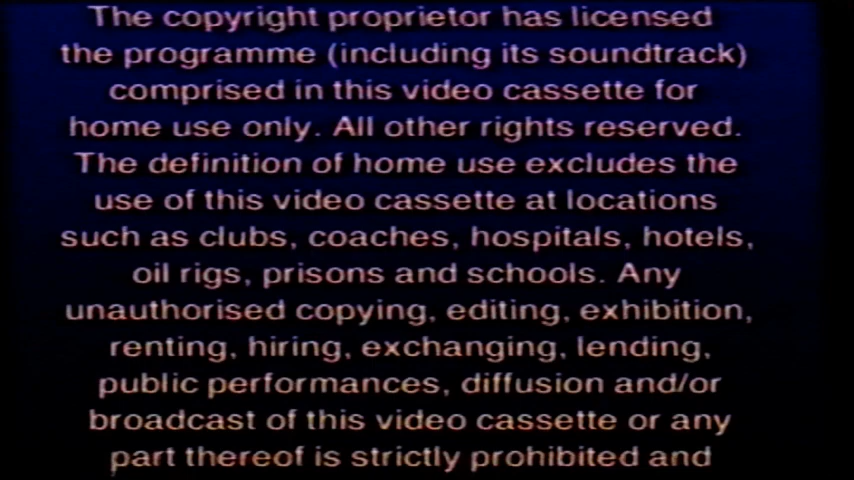 The copyright proprietor has licensed
the programme (including its soundtrack)
comprised in this video cassette for
home use only. All other rights reserved.
The definition of home use excludes the
use of this video cassette at locations
such as clubs, coaches, hospitals, hotels,
oil rigs, prisons and schools. Any
unauthorised copying, editing, exhibition,
renting, hiring, exchanging, lending,
public performances, diffusion and/or
broadcast of this video cassette or any
part thereof is strictly prohibited and